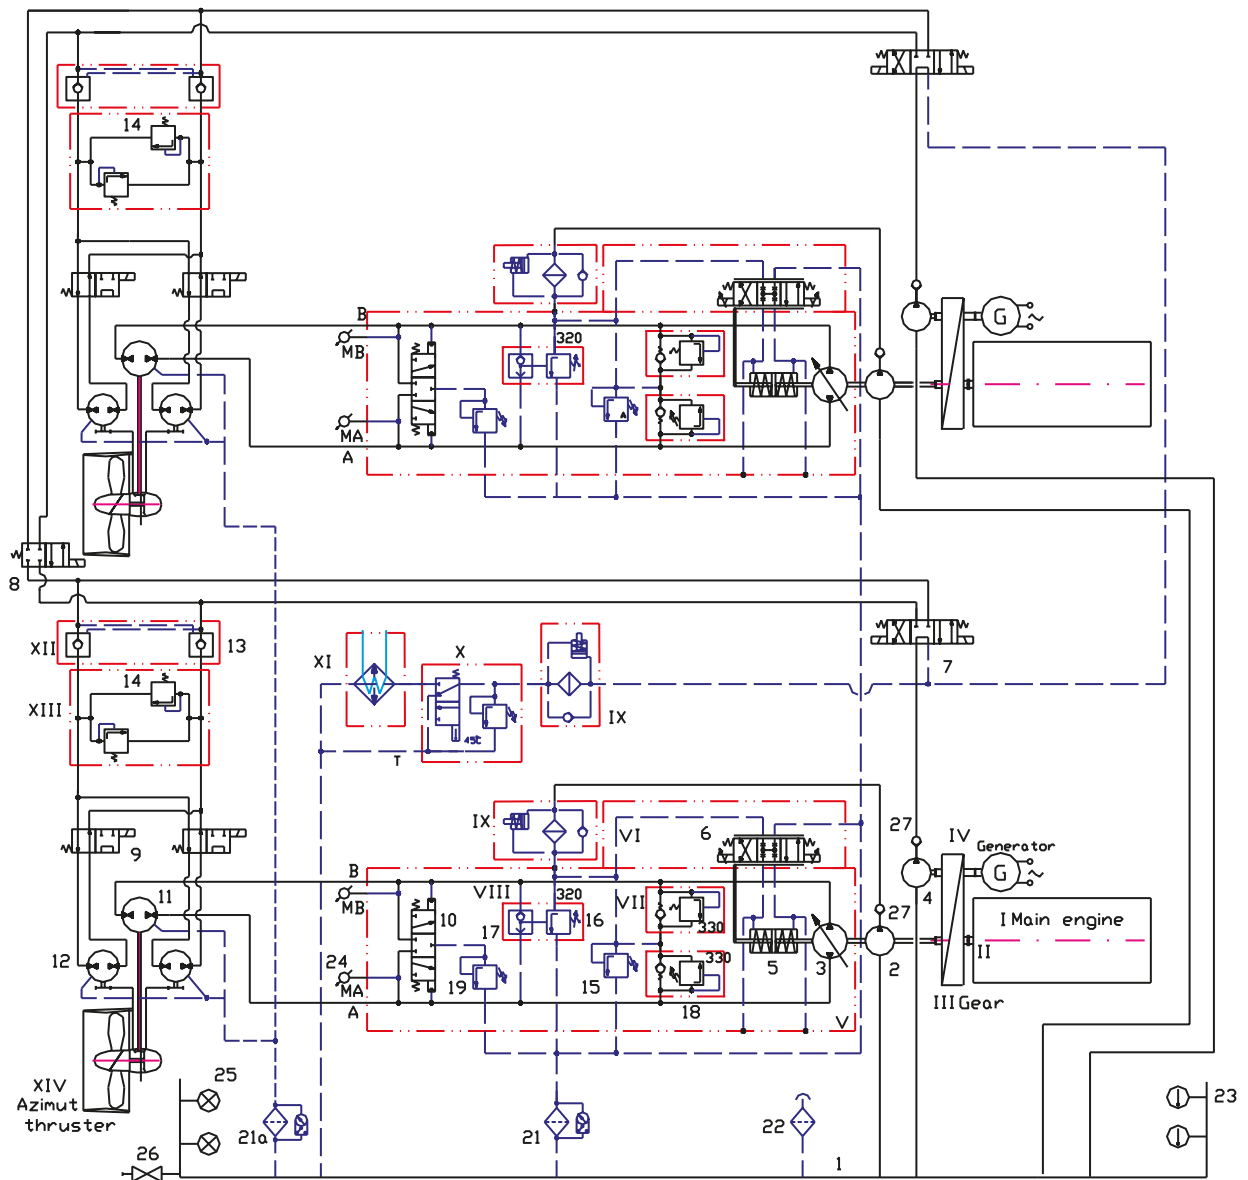 14
B
MB
320
G
MA
A
A
8
XII
13
XI
X
7
14
XIII
IX
45°C
T
IX
VI
6
27
IV
Generator
G
B
MB
VIII
320
VII
11
10
17
16
330
27
4
I Main engine
12
24
MA
A
19
15
330
18
5
3
2
II
V
III Gear
9
XIV
Azimut
thruster
25
21a
21
22
23
26
1